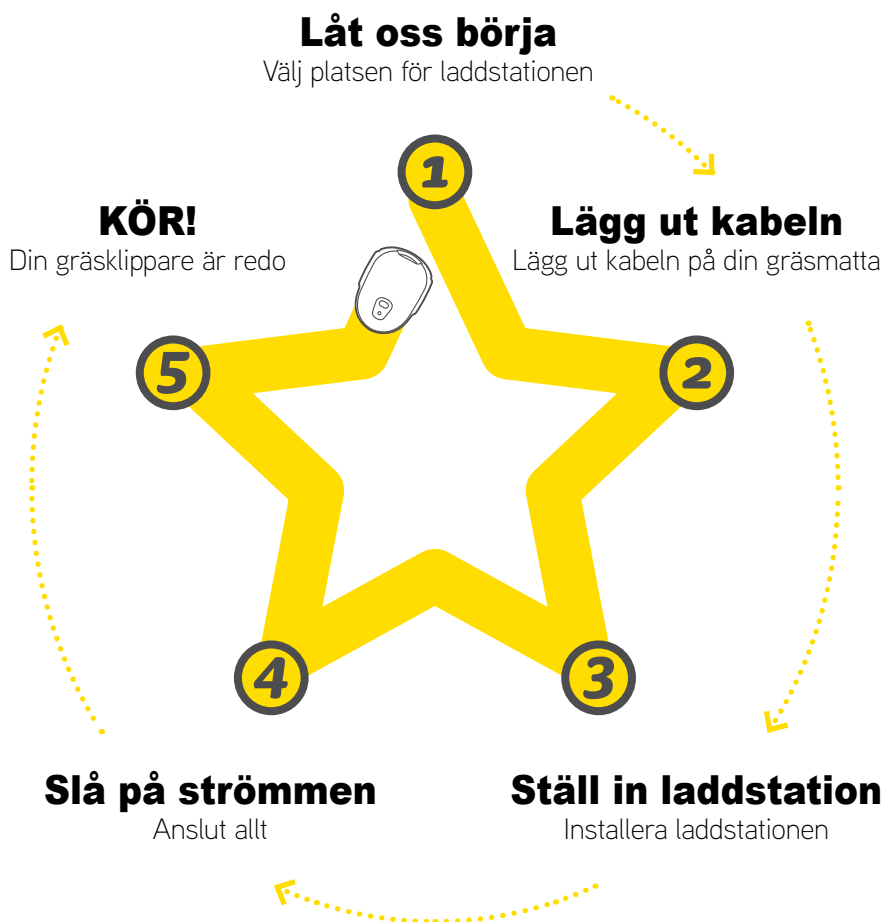 Låt oss börja
Välj platsen för laddstationen
1
Lägg ut kabeln
Lägg ut kabeln på din gräsmatta
2
Ställ in laddstation
Installera laddstationen
3
Slå på strömmen
Anslut allt
4
KÖR!
Din gräsklippare är redo
5